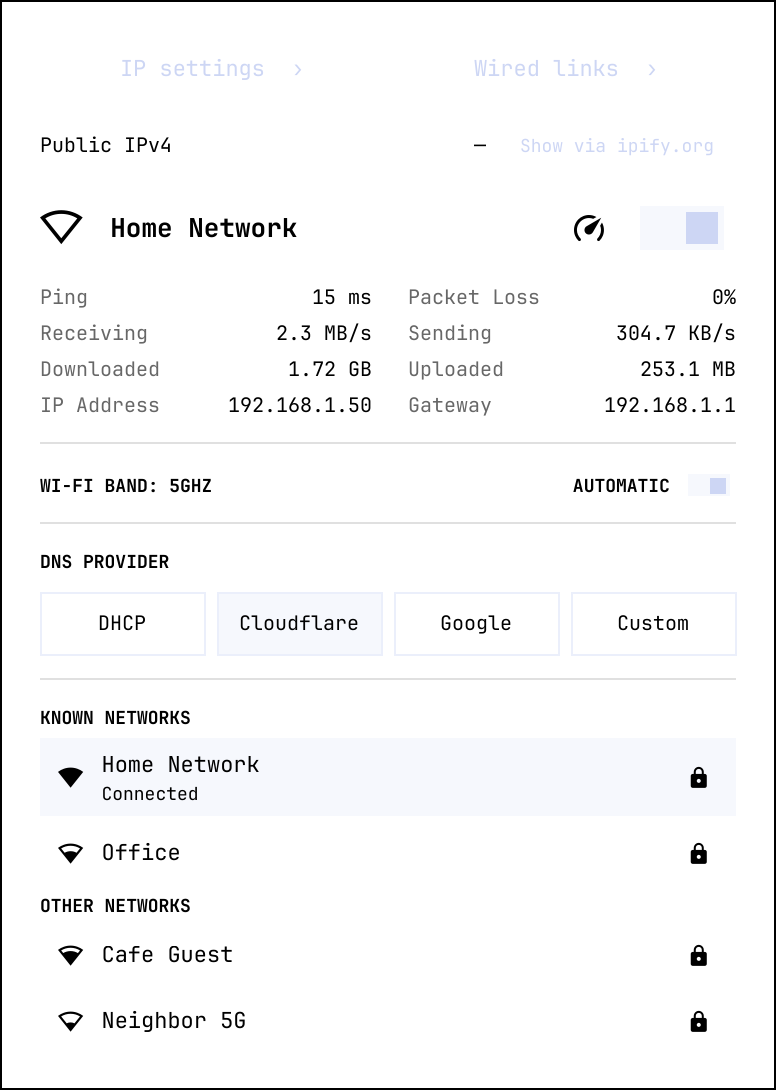 IP settings › Wired links ›
Public IPv4 — Show via ipify.org
Home Network
Ping 15 ms Packet Loss 0%
Receiving 2.3 MB/s Sending 304.7 KB/s
Downloaded 1.72 GB Uploaded 253.1 MB
IP Address 192.168.1.50 Gateway 192.168.1.1
WI-FI BAND: 5GHZ AUTOMATIC
DNS PROVIDER
DHCP Cloudflare Google Custom
KNOWN NETWORKS
Home Network
Connected
Office
OTHER NETWORKS
Cafe Guest
Neighbor 5G